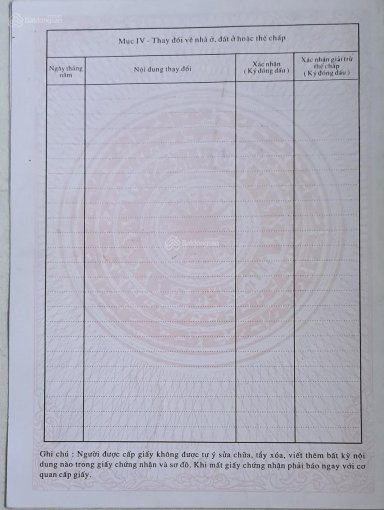 Batdongsan
Mục IV - Thay đổi về nhà ở, đất ở hoặc thế chấp
Ngày tháng năm
Nội dung thay đổi
Xác nhận
( Ký đóng dấu )
Xác nhận giải trừ
thế chấp
( Ký đóng dấu )
Batdongsan
Ghi chú : Người được cấp giấy không được tự ý sửa chữa, tẩy xóa, viết thêm bất kỳ nội
dung nào trong giấy chứng nhận và sơ đồ. Khi mất giấy chứng nhận phải báo ngay với cơ
quan cấp giấy.
Batdongsan